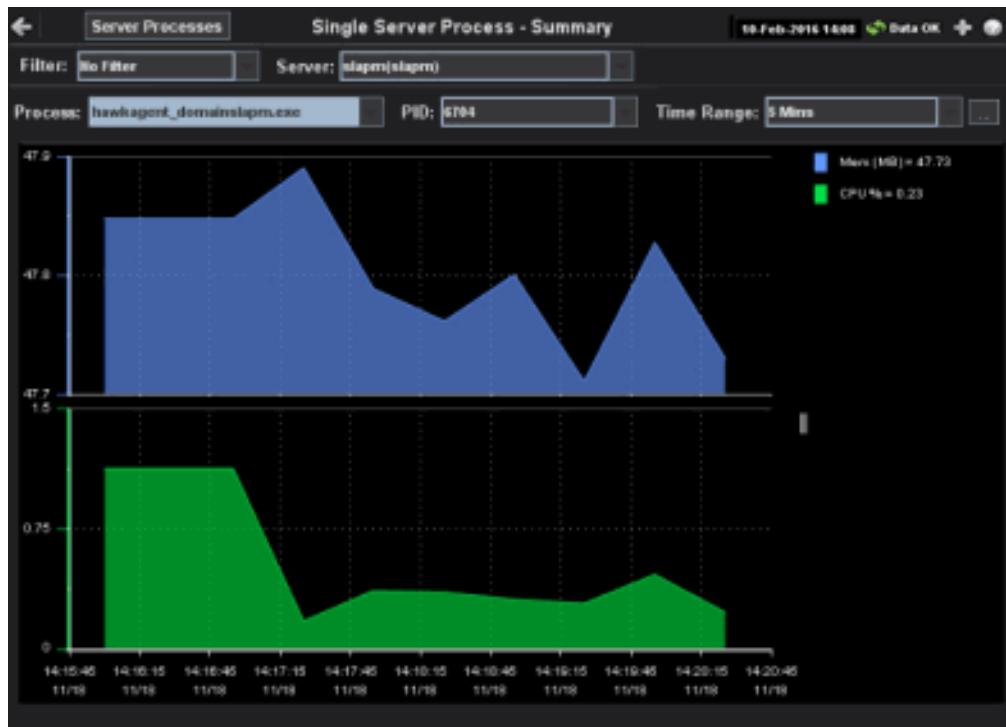 Server Processes Single Server Process - Summary 10-Feb-2016 14:08 Data OK
Filter: No Filter Server: slapm(slapm)
Process: hawkagent_domainslapm.exe PID: 6704 Time Range: 5 Mins ...
47.9
47.8
47.7
Mem (MB) = 47.73
CPU % = 0.23
1.5
0.75
0
14:15:45 14:16:15 14:16:45 14:17:15 14:17:45 14:18:15 14:18:45 14:19:15 14:19:45 14:20:15 14:20:45
11/18 11/18 11/18 11/18 11/18 11/18 11/18 11/18 11/18 11/18 11/18